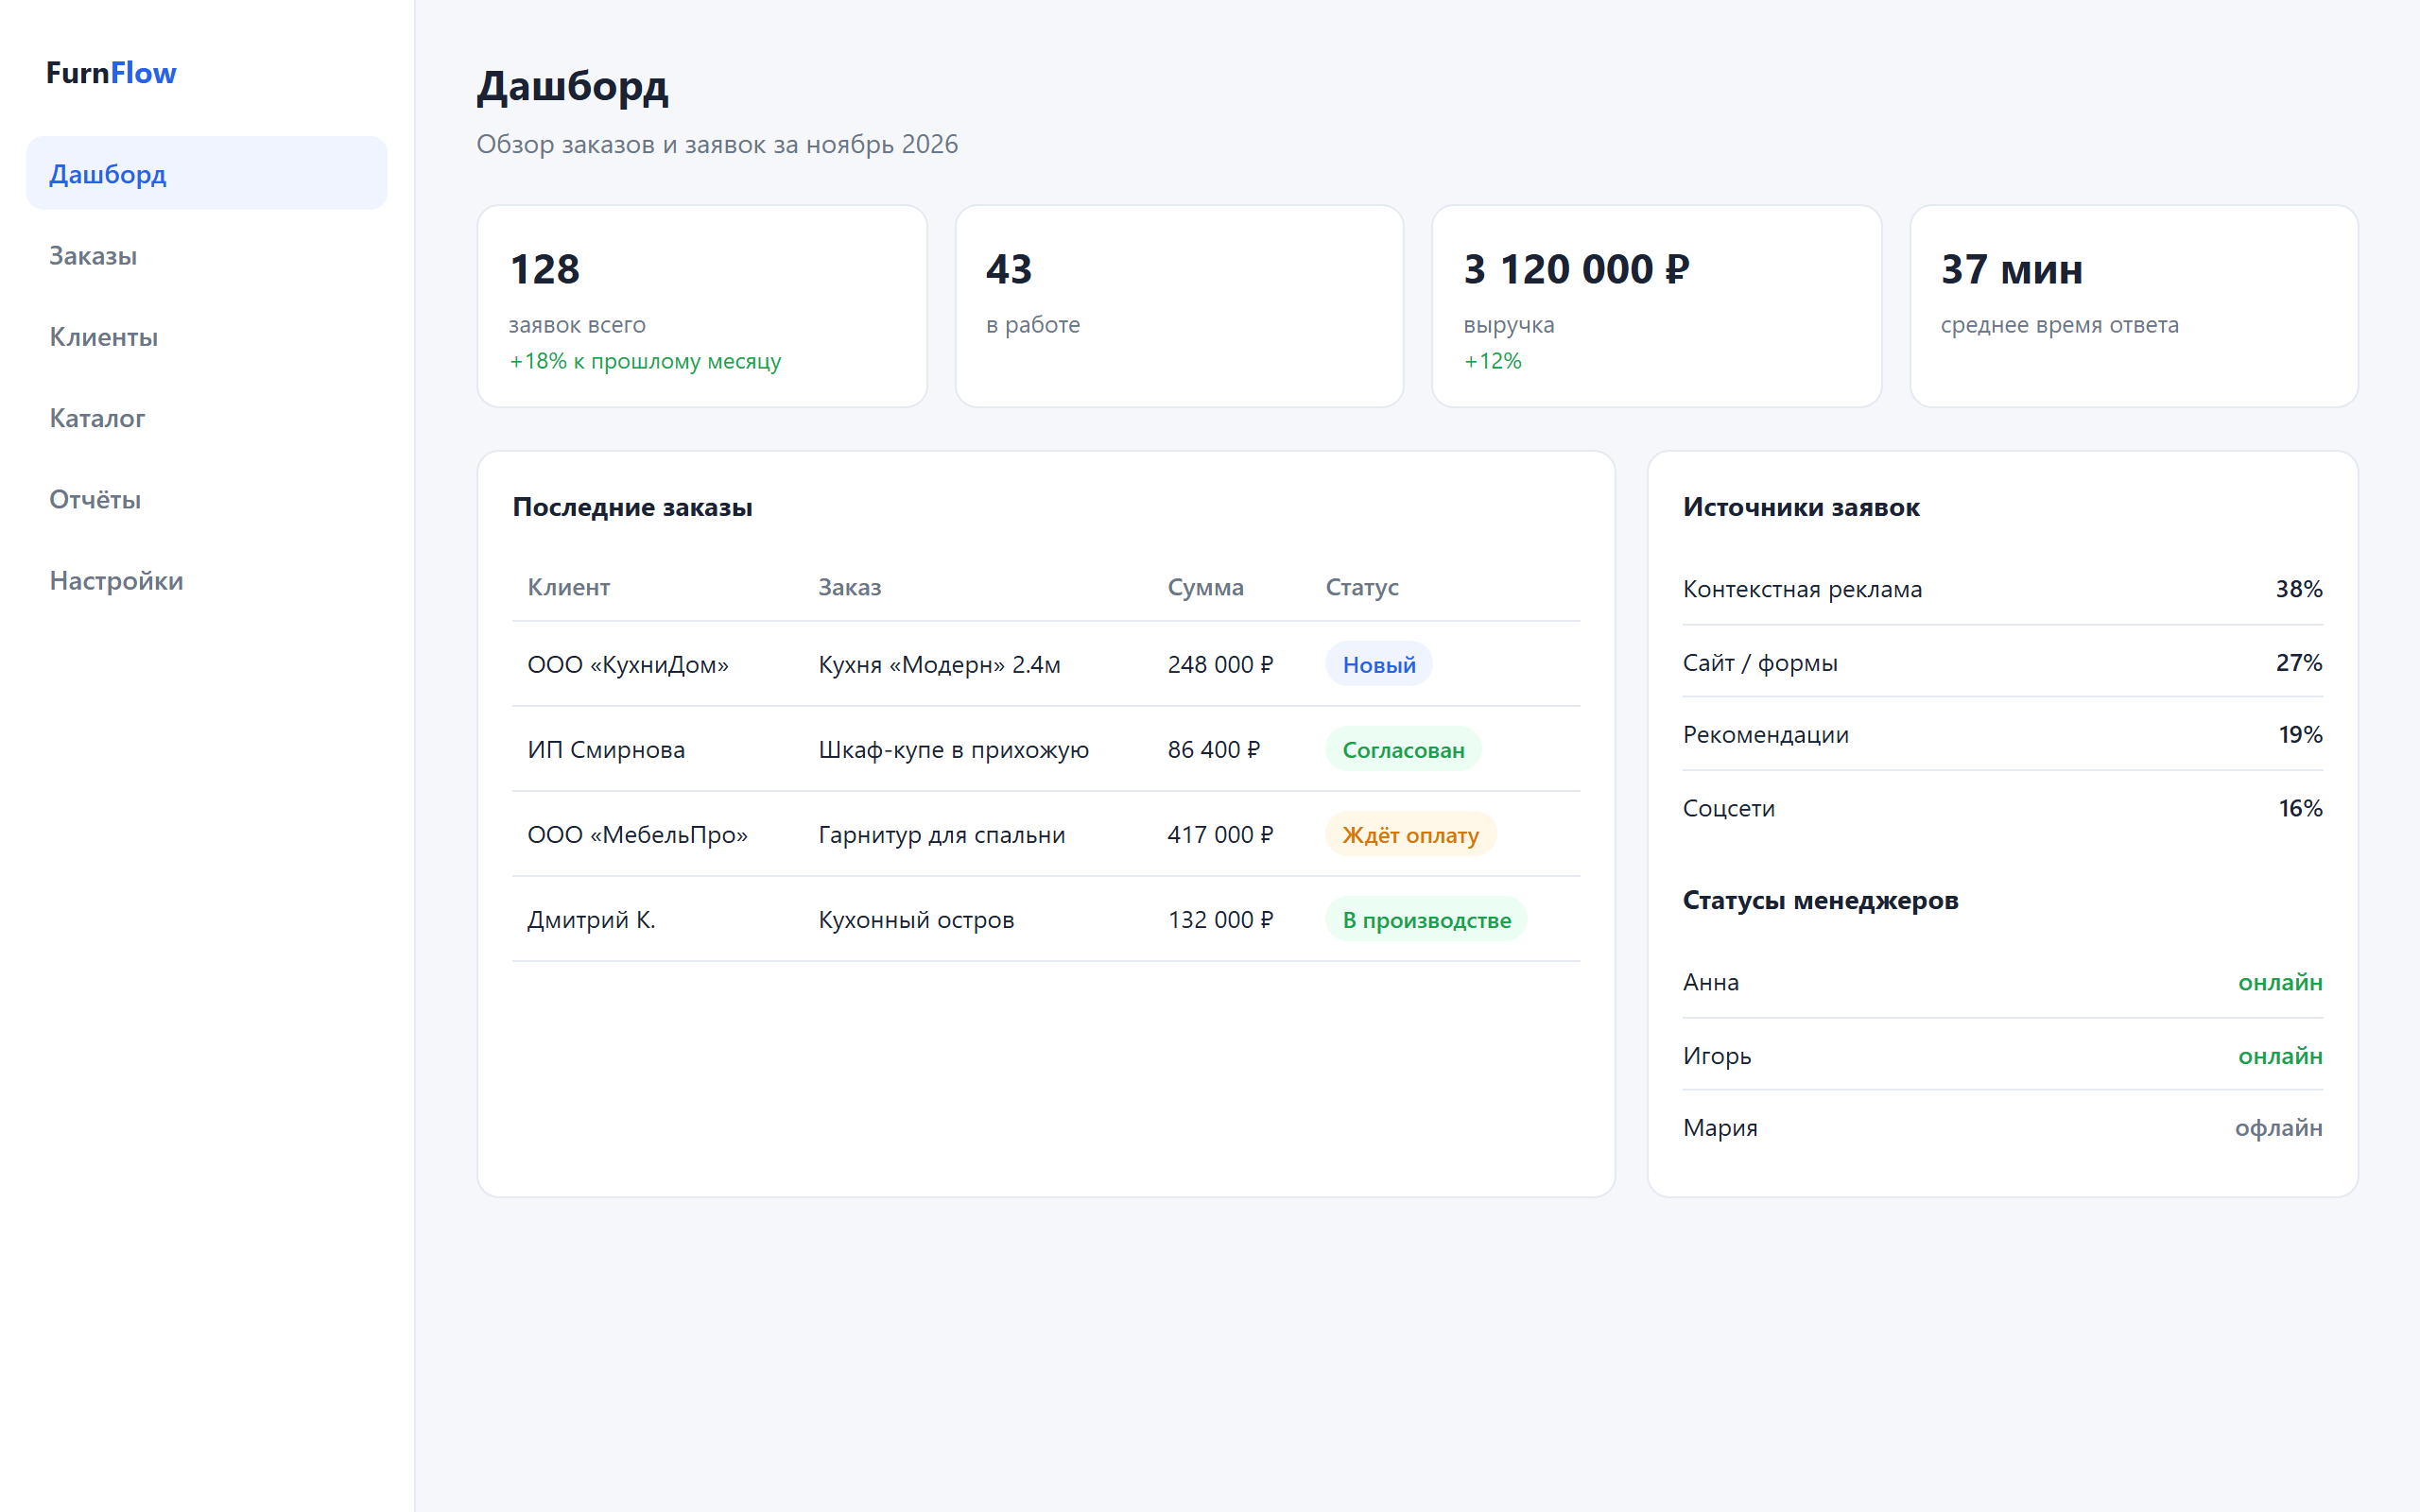 FurnFlow
Дашборд
Заказы
Клиенты
Каталог
Отчёты
Настройки
Дашборд
Обзор заказов и заявок за ноябрь 2026
128
заявок всего
+18% к прошлому месяцу
43
в работе
3 120 000 ₽
выручка
+12%
37 мин
среднее время ответа
Последние заказы
Клиент Заказ Сумма Статус
ООО «КухниДом» Кухня «Модерн» 2.4м 248 000 ₽ Новый
ИП Смирнова Шкаф-купе в прихожую 86 400 ₽ Согласован
ООО «МебельПро» Гарнитур для спальни 417 000 ₽ Ждёт оплату
Дмитрий К. Кухонный остров 132 000 ₽ В производстве
Источники заявок
Контекстная реклама 38%
Сайт / формы 27%
Рекомендации 19%
Соцсети 16%
Статусы менеджеров
Анна онлайн
Игорь онлайн
Мария офлайн